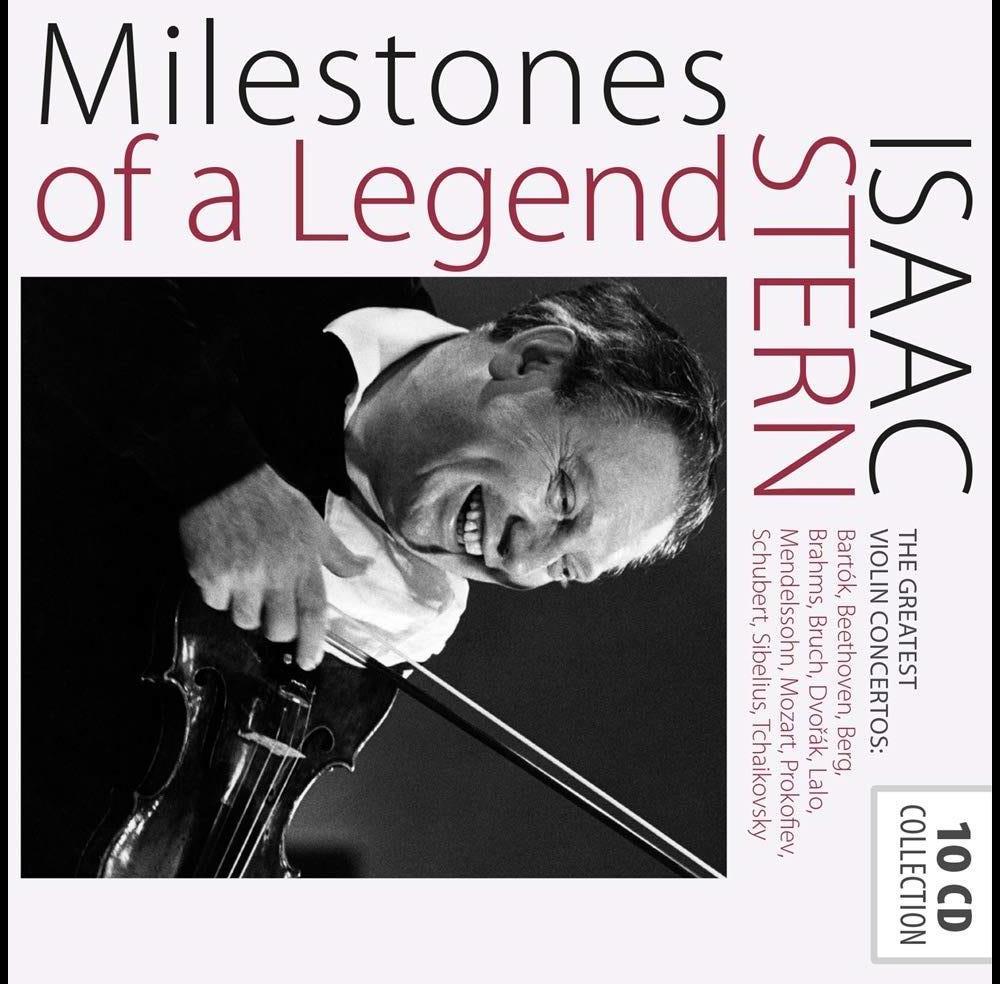 Milestones
of a Legend
ISAAC
STERN
THE GREATEST
VIOLIN CONCERTOS:
Bartók, Beethoven, Berg,
Brahms, Bruch, Dvořák, Lalo,
Mendelssohn, Mozart, Prokofiev,
Schubert, Sibelius, Tchaikovsky
10 CD
COLLECTION